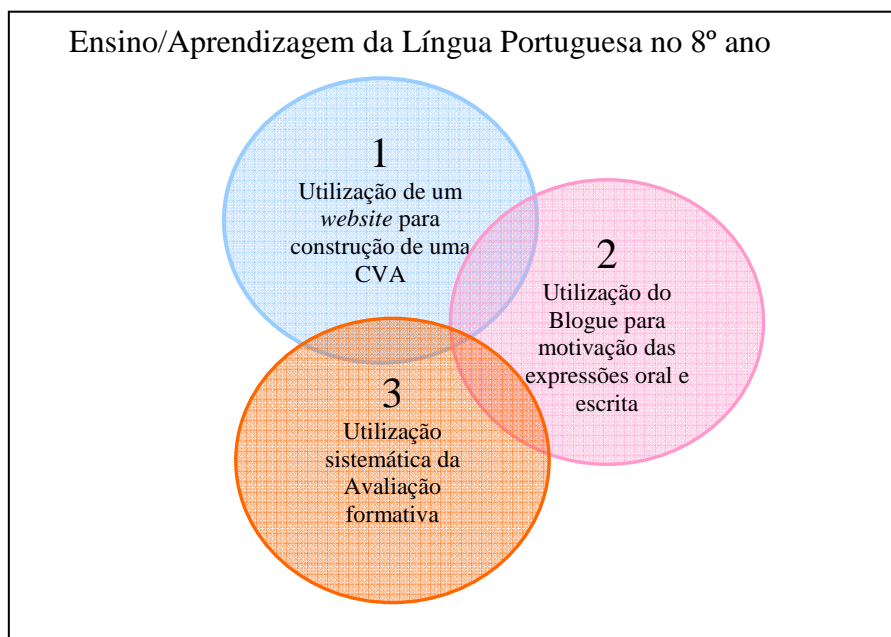 Ensino/Aprendizagem da Língua Portuguesa no 8º ano
1
Utilização de um
website para
construção de uma
CVA
2
Utilização do
Blogue para
motivação das
expressões oral e
escrita
3
Utilização
sistemática da
Avaliação
formativa